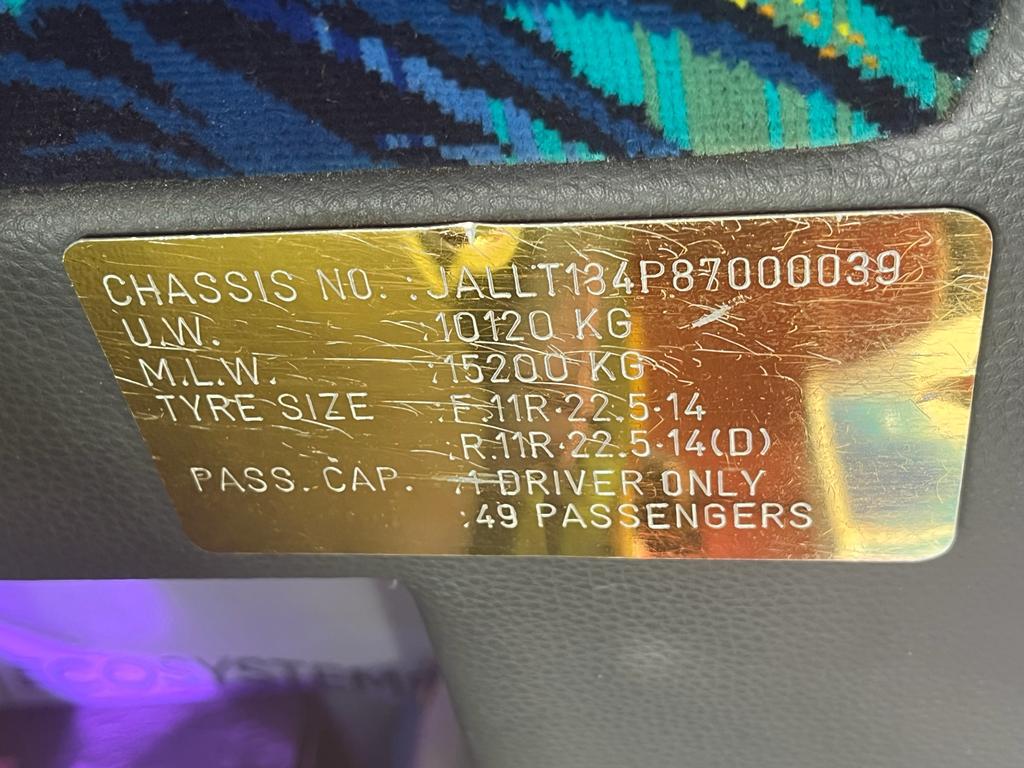 CHASSIS NO. :JALLT134P87000039
U.W. :10120 KG
M.L.W. :15200 KG
TYRE SIZE :F.11R·22.5·14
:R.11R·22.5·14(D)
PASS. CAP. :1 DRIVER ONLY
:49 PASSENGERS
ECOSYSTEM